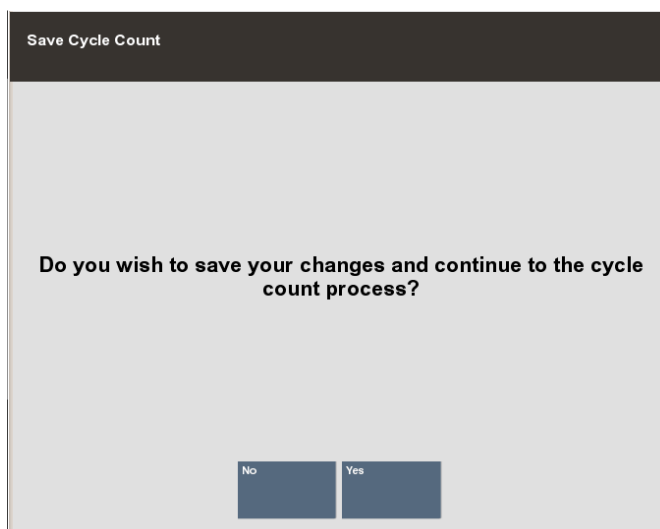 Save Cycle Count
Do you wish to save your changes and continue to the cycle
count process?
No
Yes